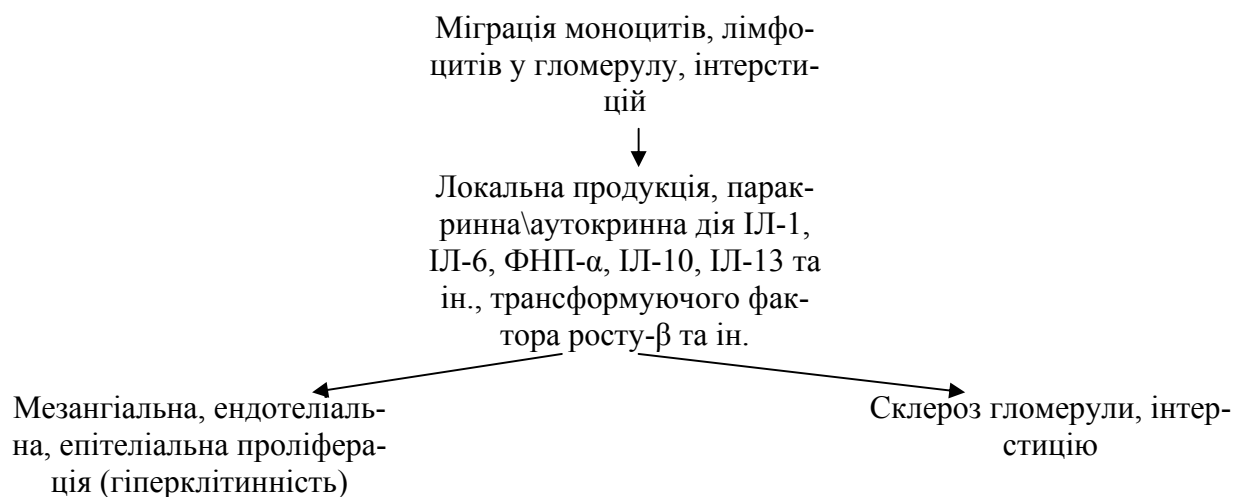 Міграція моноцитів, лімфо-
цитів у гломерулу, інтерсти-
цій
Локальна продукція, парак-
ринна\аутокринна дія ІЛ-1,
ІЛ-6, ФНП-α, ІЛ-10, ІЛ-13 та
ін., трансформуючого фак-
тора росту-β та ін.
Мезангіальна, ендотеліаль-
на, епітеліальна проліфера-
ція (гіперклітинність)
Склероз гломерули, інтер-
стицію